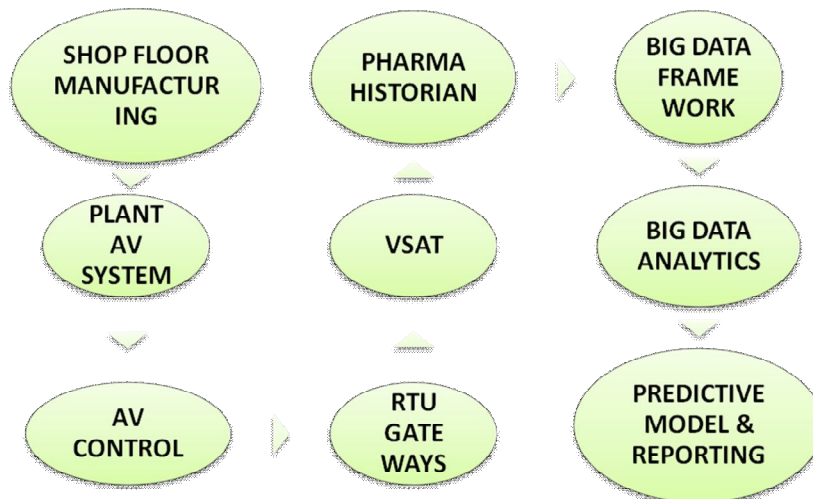 SHOP FLOOR
MANUFACTUR
ING
PLANT
AV
SYSTEM
AV
CONTROL
RTU
GATE
WAYS
VSAT
PHARMA
HISTORIAN
BIG DATA
FRAME
WORK
BIG DATA
ANALYTICS
PREDICTIVE
MODEL &
REPORTING